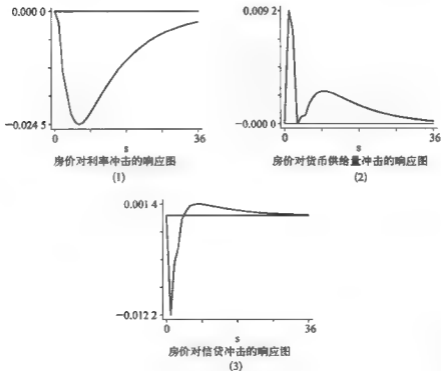 0.000 0
−0.024 5
0
36
s
房价对利率冲击的响应图
(1)
0.009 2
−0.000 0
0
36
s
房价对货币供给量冲击的响应图
(2)
0.001 4
−0.012 2
0
36
s
房价对信贷冲击的响应图
(3)